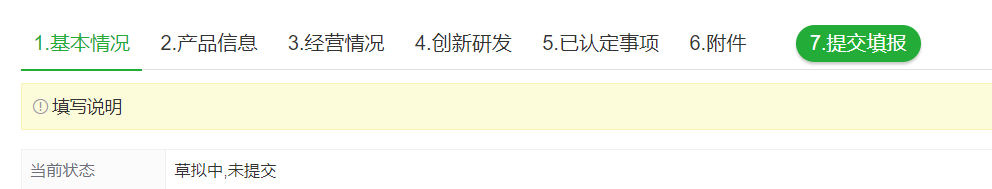 1.基本情况 2.产品信息 3.经营情况 4.创新研发 5.已认定事项 6.附件 7.提交填报
填写说明
当前状态 草拟中,未提交